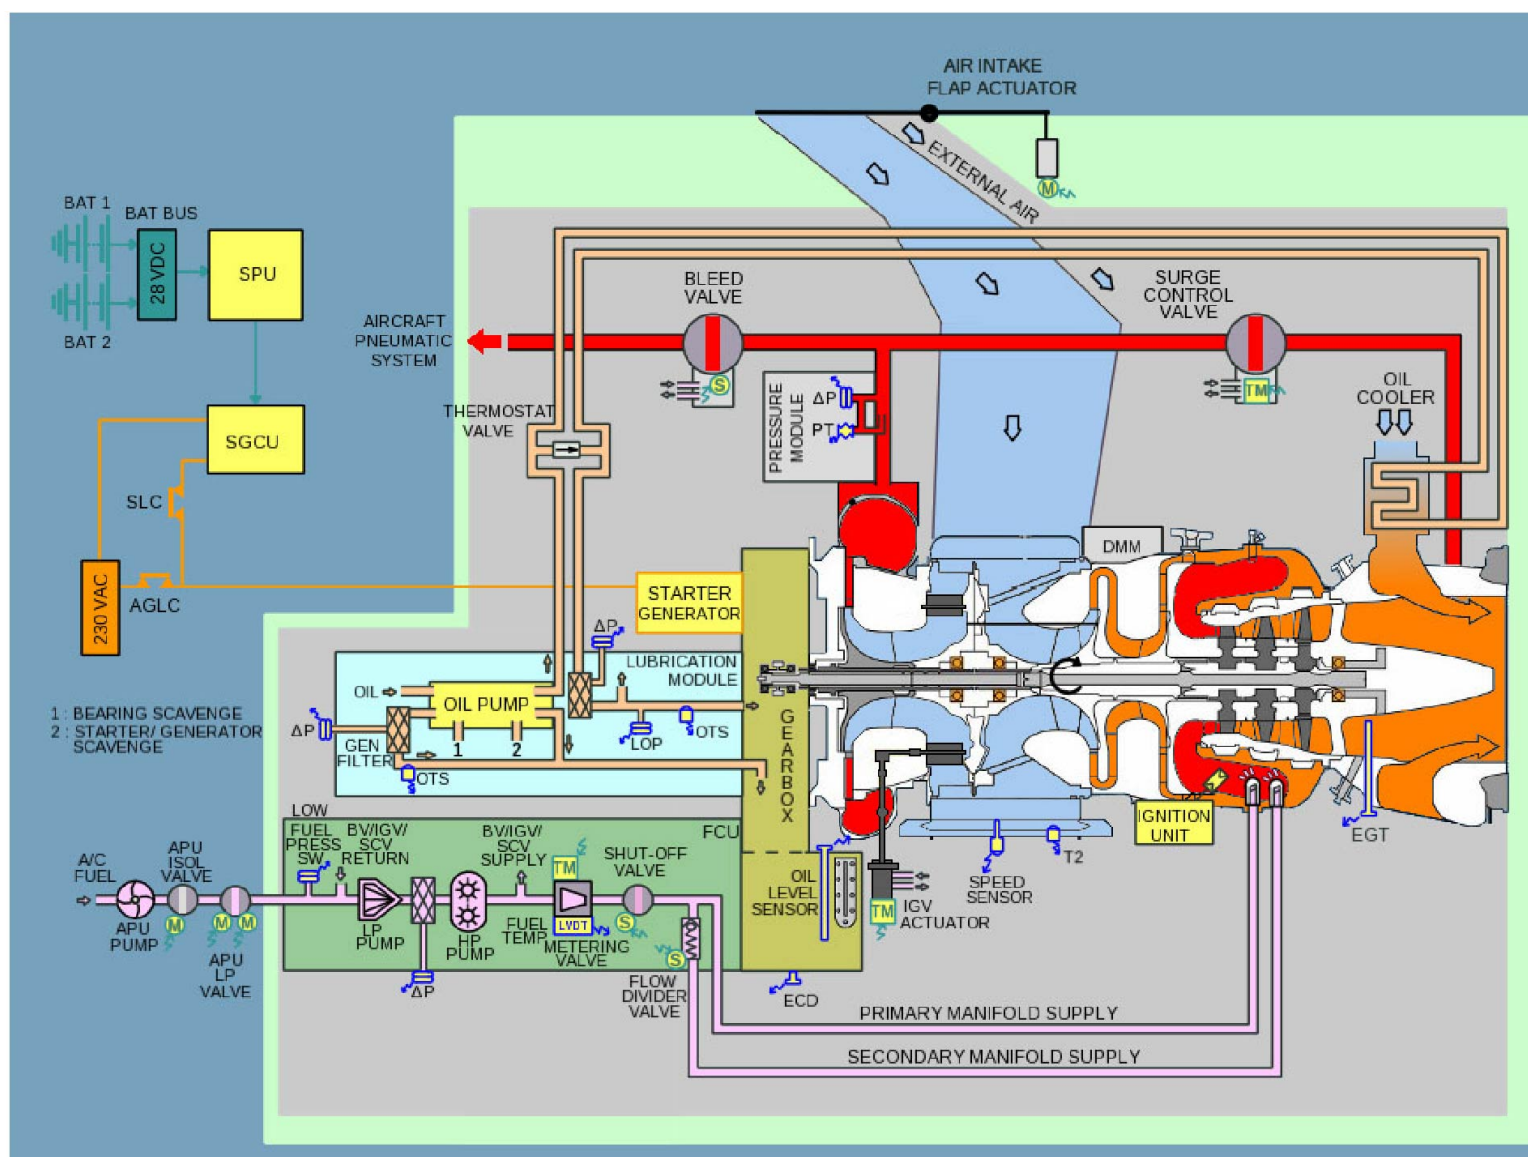 AIR INTAKE
FLAP ACTUATOR
EXTERNAL AIR
M
BAT 1
BAT BUS
28 VDC
SPU
BAT 2
BLEED
VALVE
SURGE
CONTROL
VALVE
AIRCRAFT
PNEUMATIC
SYSTEM
S
TM
OIL
COOLER
THERMOSTAT
VALVE
PRESSURE
MODULE
ΔP
PT
SGCU
SLC
AGLC
230 VAC
DMM
STARTER
GENERATOR
ΔP
LUBRICATION
MODULE
OIL
OIL PUMP
1
2
ΔP
GEN
FILTER
OTS
LOP
OTS
1 : BEARING SCAVENGE
2 : STARTER/ GENERATOR
SCAVENGE
GEARBOX
IGNITION
UNIT
EGT
T2
SPEED
SENSOR
LOW
FUEL
PRESS
SW
BV/IGV/
SCV
RETURN
BV/IGV/
SCV
SUPPLY
FCU
SHUT-OFF
VALVE
TM
A/C
FUEL
APU
ISOL
VALVE
APU
PUMP
M
M
M
APU
LP
VALVE
LP
PUMP
HP
PUMP
FUEL
TEMP
LVDT
METERING
VALVE
S
S
ΔP
FLOW
DIVIDER
VALVE
OIL
LEVEL
SENSOR
TM
IGV
ACTUATOR
ECD
PRIMARY MANIFOLD SUPPLY
SECONDARY MANIFOLD SUPPLY